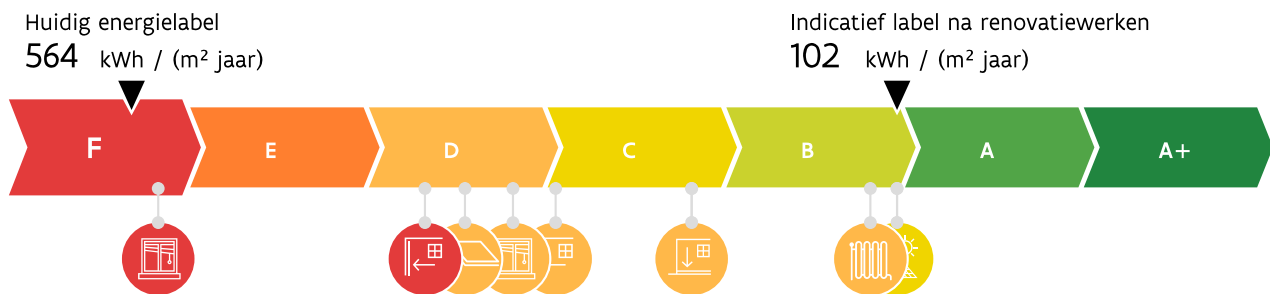 Huidig energielabel
564 kWh / (m² jaar)
Indicatief label na renovatiewerken
102 kWh / (m² jaar)
F E D C B A A+